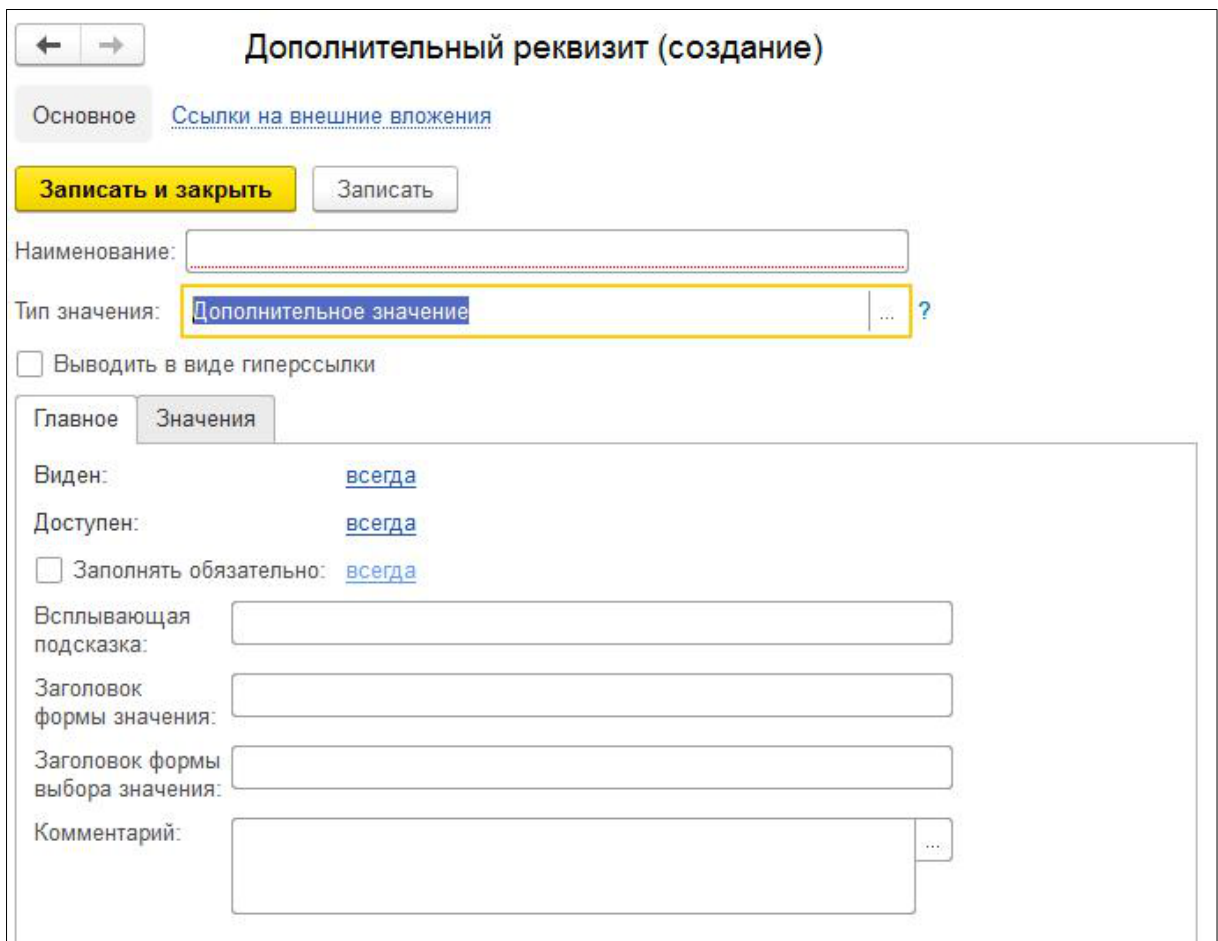 Дополнительный реквизит (создание)
Основное Ссылки на внешние вложения
Записать и закрыть Записать
Наименование:
Тип значения: Дополнительное значение ... ?
Выводить в виде гиперссылки
Главное Значения
Виден: всегда
Доступен: всегда
Заполнять обязательно: всегда
Всплывающая
подсказка:
Заголовок
формы значения:
Заголовок формы
выбора значения:
Комментарий: ...